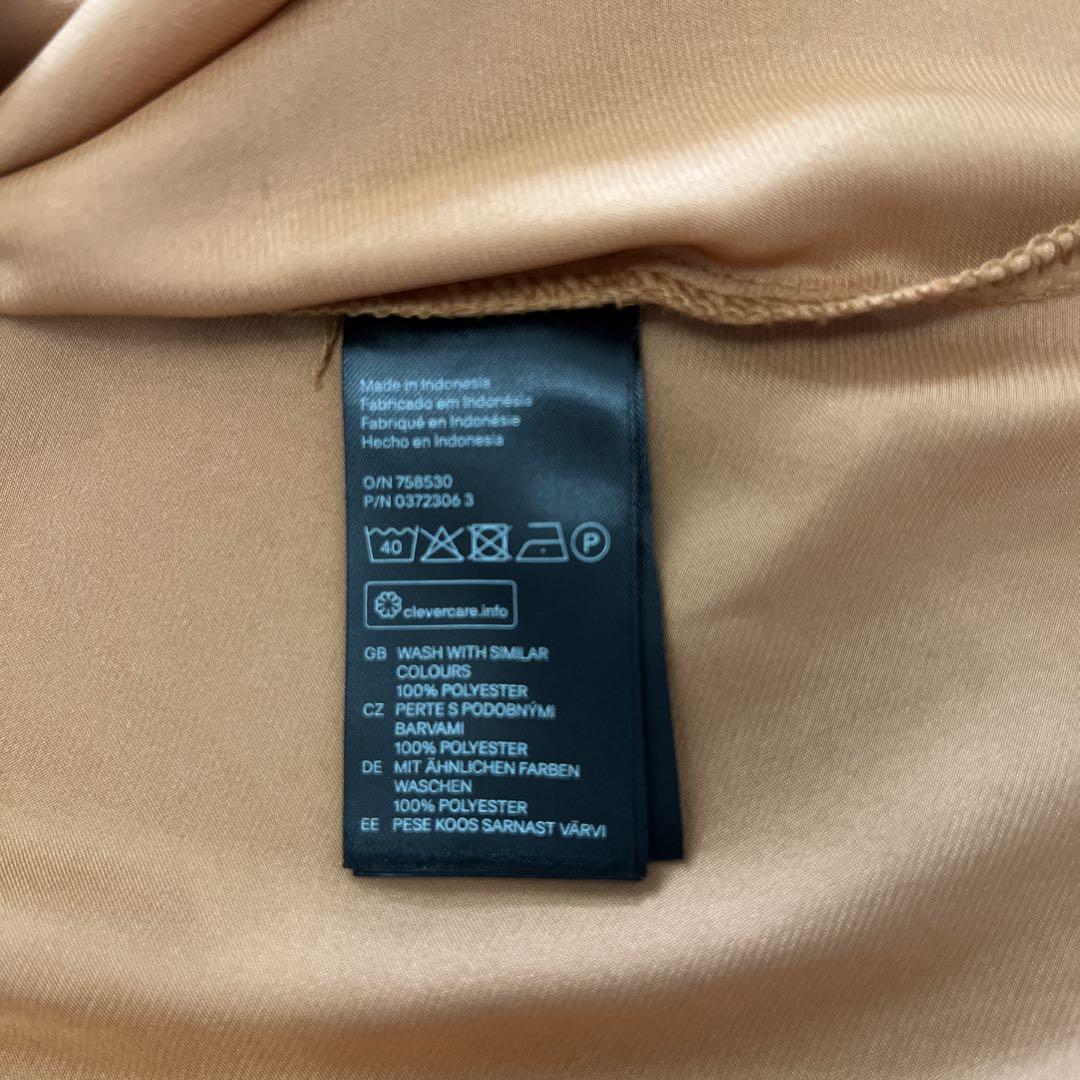 Made in Indonesia
Fabricado em Indonésia
Fabriqué en Indonésie
Hecho en Indonesia
O/N 758530
P/N 0372306 3
40 P
clevercare.info
GB WASH WITH SIMILAR
COLOURS
100% POLYESTER
CZ PERTE S PODOBNÝMI
BARVAMI
100% POLYESTER
DE MIT ÄHNLICHEN FARBEN
WASCHEN
100% POLYESTER
EE PESE KOOS SARNAST VÄRVI